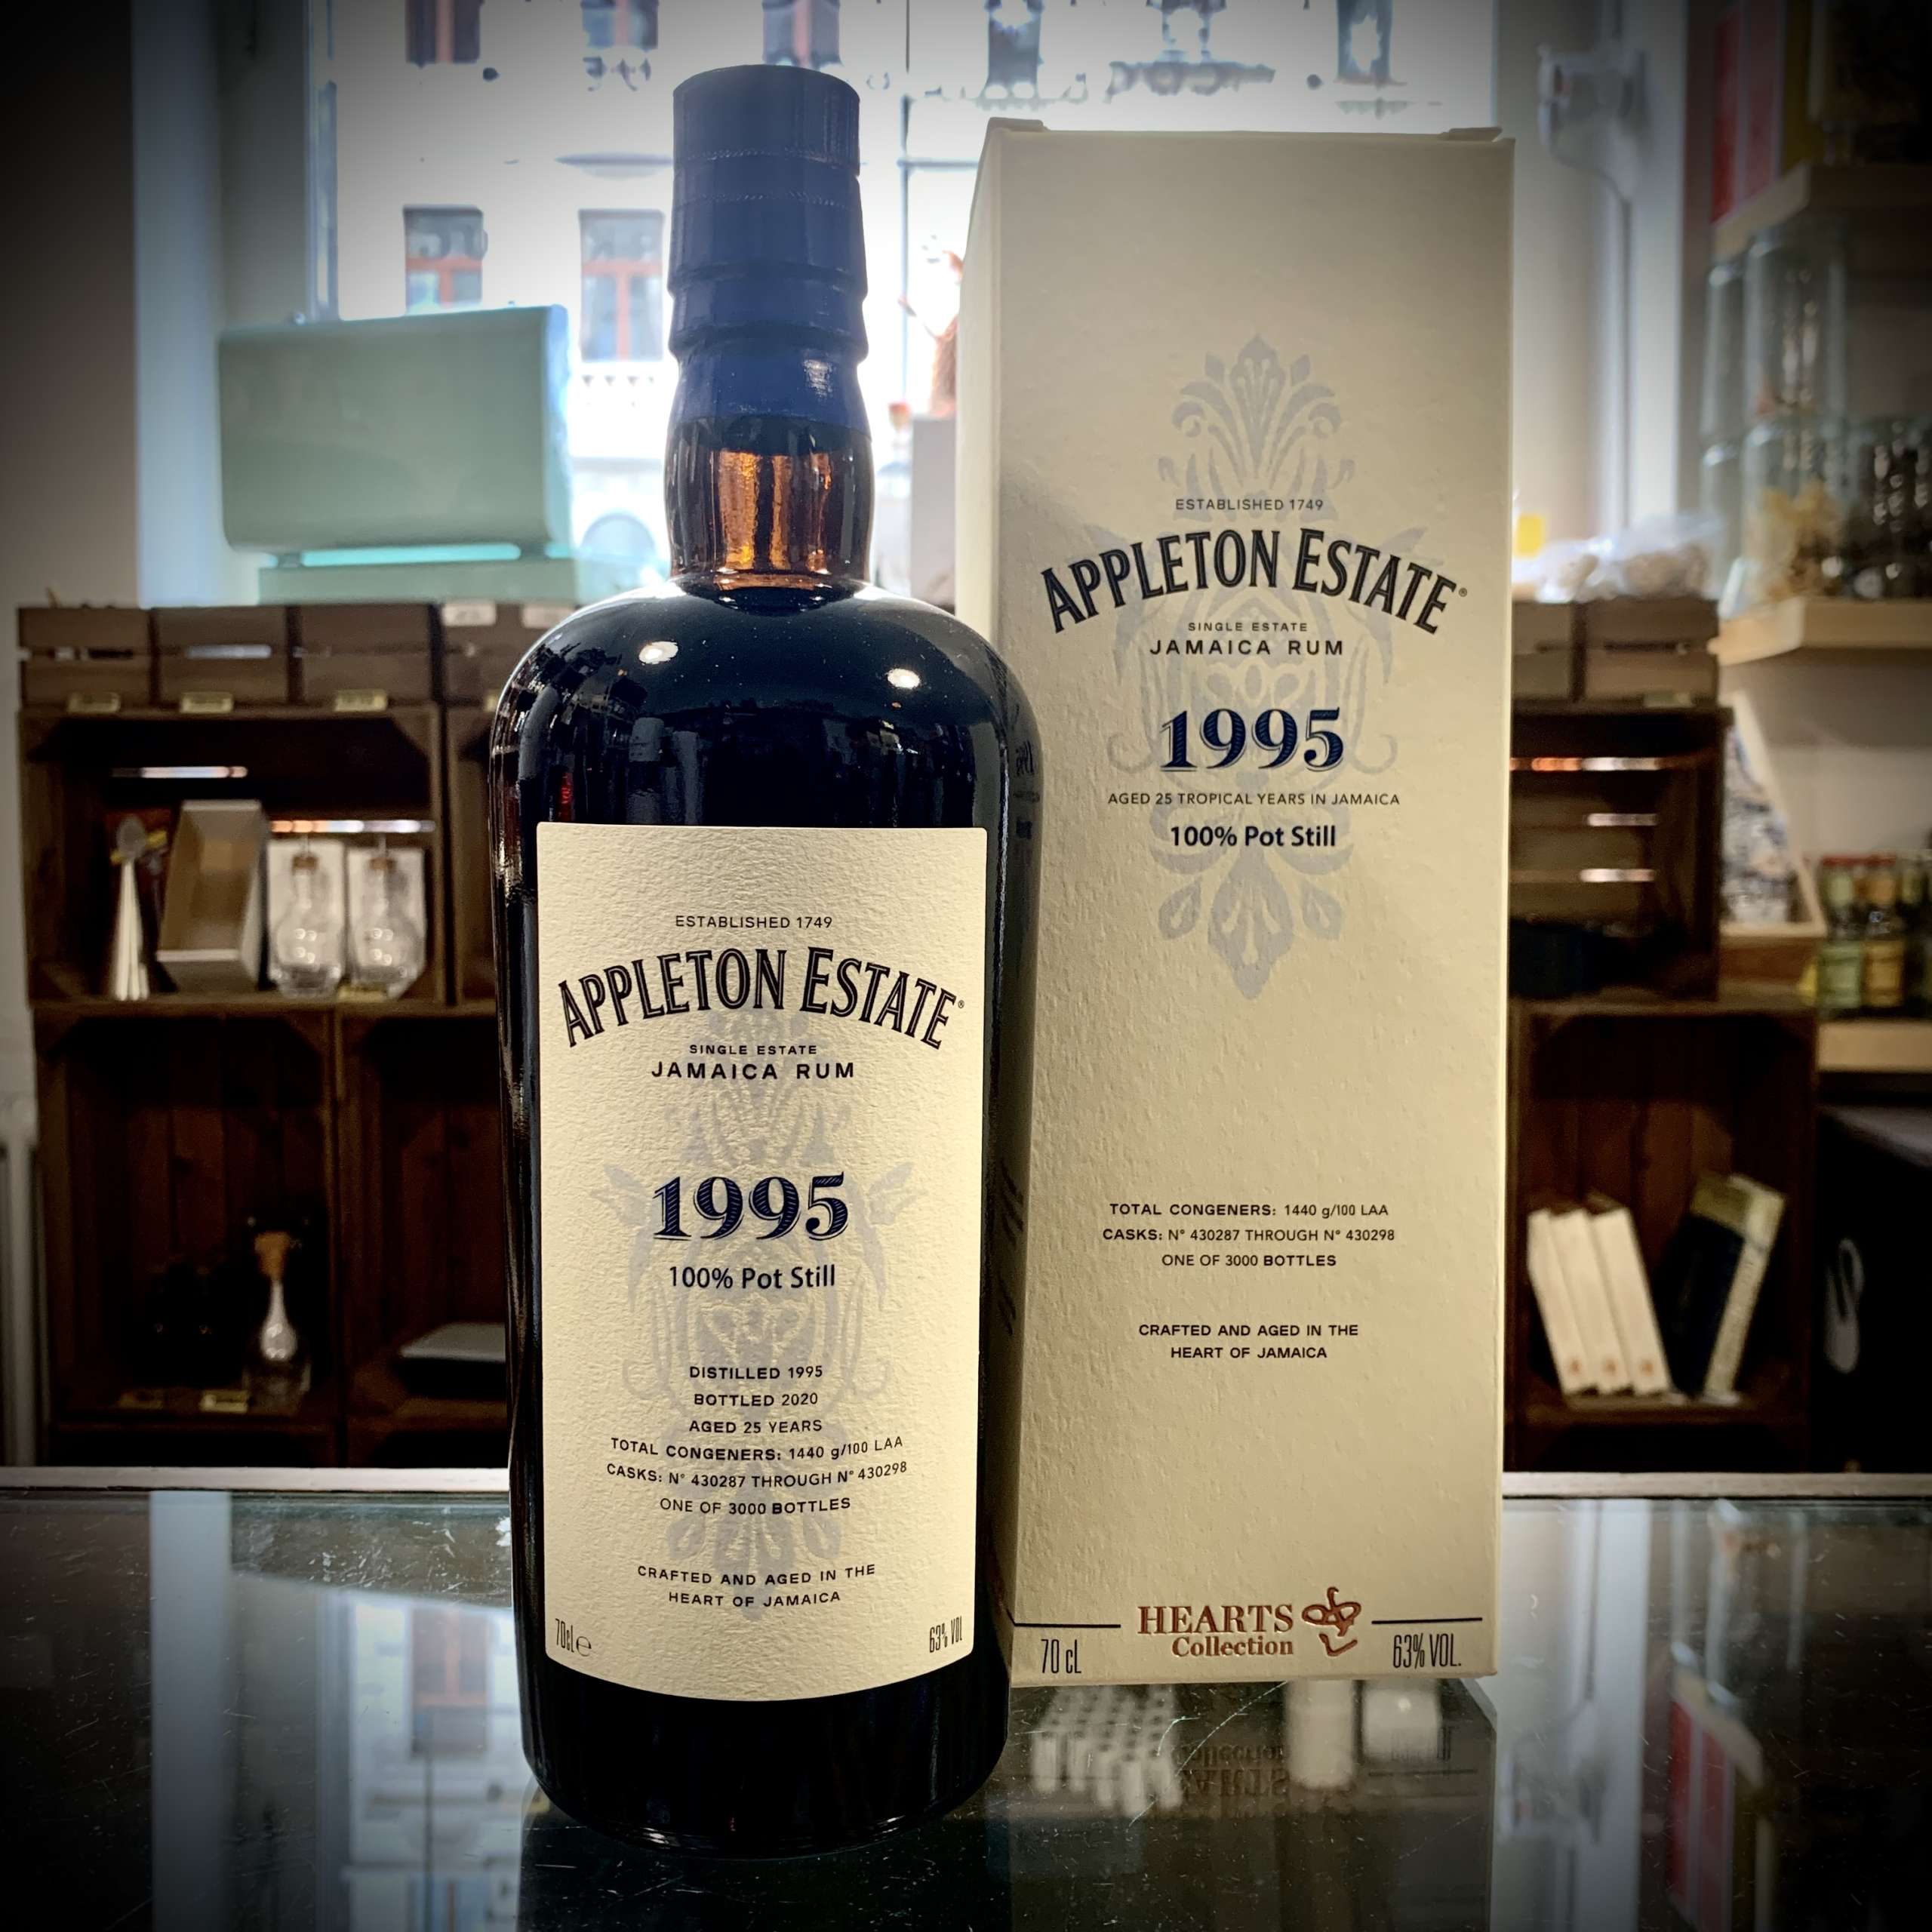 ESTABLISHED 1749
APPLETON ESTATE®
SINGLE ESTATE
JAMAICA RUM
1995
100% Pot Still
DISTILLED 1995
BOTTLED 2020
AGED 25 YEARS
TOTAL CONGENERS: 1440 g/100 LAA
CASKS: N° 430287 THROUGH N° 430298
ONE OF 3000 BOTTLES
CRAFTED AND AGED IN THE
HEART OF JAMAICA
70cl e
63% VOL
ESTABLISHED 1749
APPLETON ESTATE®
SINGLE ESTATE
JAMAICA RUM
1995
AGED 25 TROPICAL YEARS IN JAMAICA
100% Pot Still
TOTAL CONGENERS: 1440 g/100 LAA
CASKS: N° 430287 THROUGH N° 430298
ONE OF 3000 BOTTLES
CRAFTED AND AGED IN THE
HEART OF JAMAICA
HEARTS
Collection
70 cL
63% VOL.